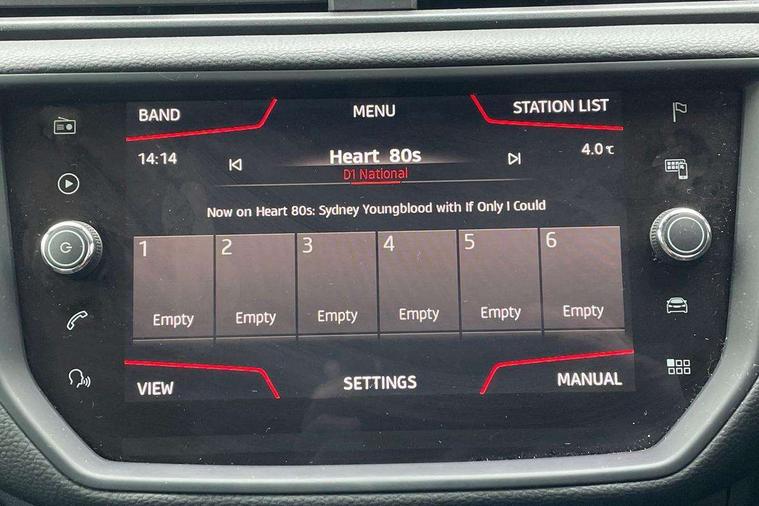 BAND MENU STATION LIST
14:14 Heart 80s 4.0°C
D1 National
Now on Heart 80s: Sydney Youngblood with If Only I Could
1 2 3 4 5 6
Empty Empty Empty Empty Empty Empty
VIEW SETTINGS MANUAL